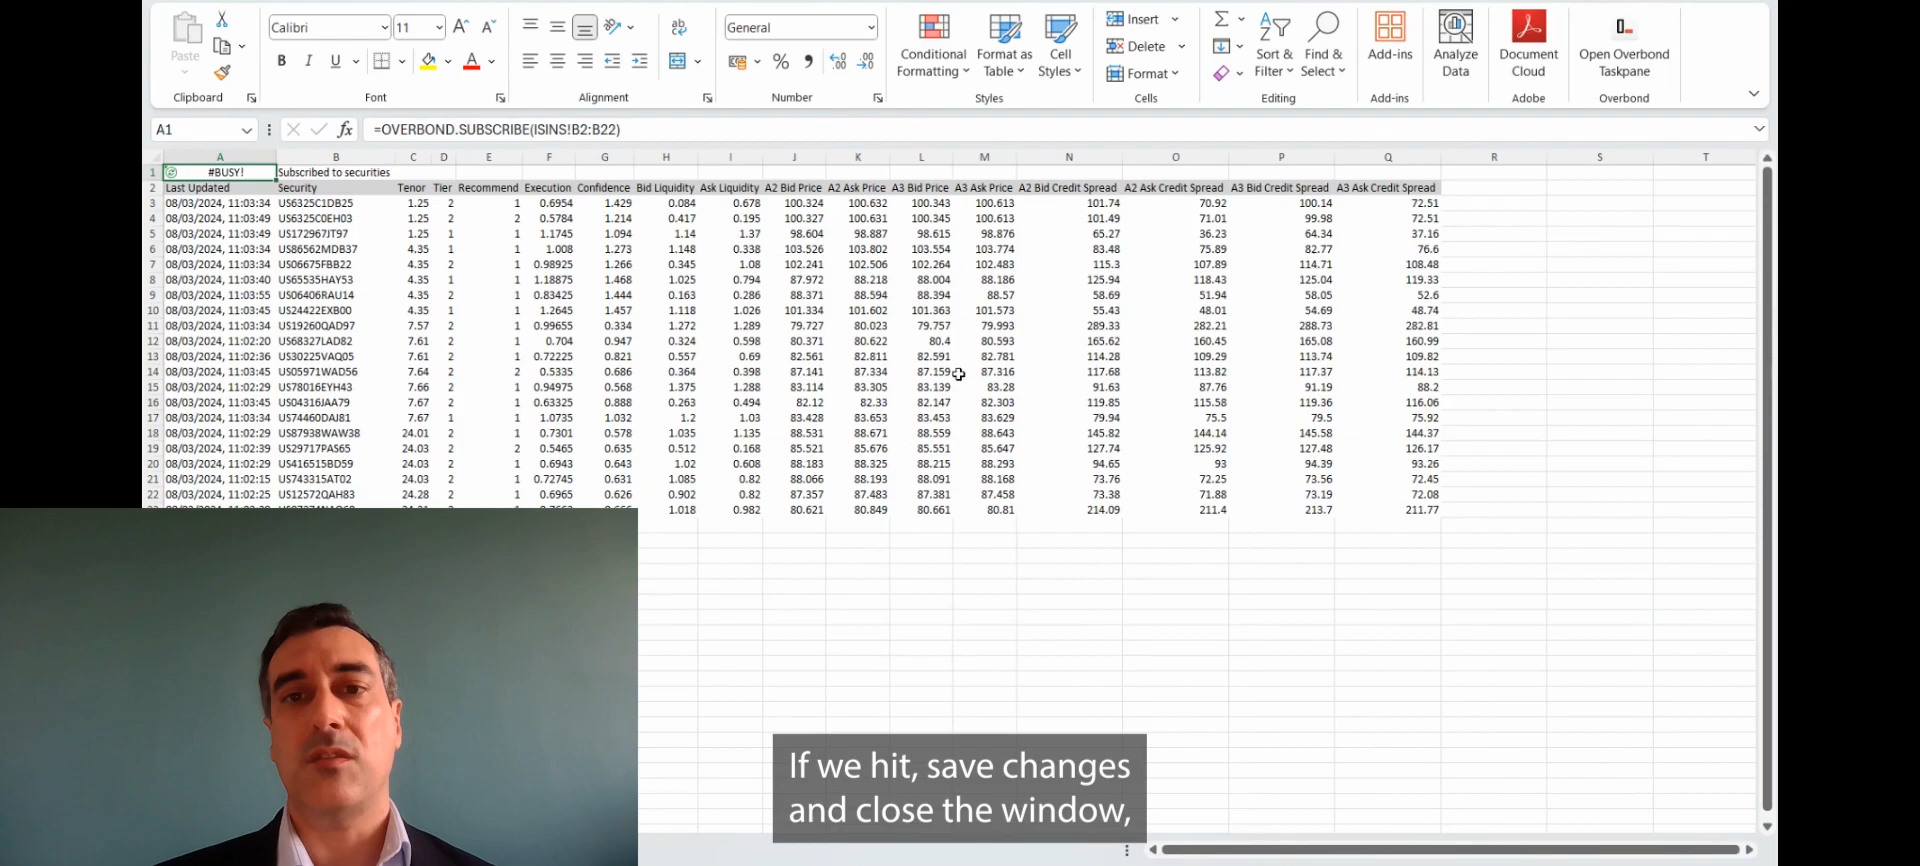 Calibri 11 General
Paste
Conditional Formatting Format as Table Cell Styles
Insert
Delete
Format
Sort & Filter Find & Select
Add-ins
Analyze Data
Document Cloud
Open Overbond Taskpane
Clipboard Font Alignment Number Styles Cells Editing Add-ins Adobe Overbond
A1 fx =OVERBOND.SUBSCRIBE(ISINS!B2:B22)
A B C D E F G H I J K L M N O P Q R S T
1 #BUSY! Subscribed to securities
2 Last Updated Security Tenor Tier Recommend Execution Confidence Bid Liquidity Ask Liquidity A2 Bid Price A2 Ask Price A3 Bid Price A3 Ask Price A2 Bid Credit Spread A2 Ask Credit Spread A3 Bid Credit Spread A3 Ask Credit Spread
3 08/03/2024, 11:03:34 US6325C1DB25 1.25 2 1 0.6954 1.429 0.084 0.678 100.324 100.632 100.343 100.613 101.74 70.92 100.14 72.51
4 08/03/2024, 11:03:49 US6325C0EH03 1.25 2 2 0.5784 1.214 0.417 0.195 100.327 100.631 100.345 100.613 101.49 71.01 99.98 72.51
5 08/03/2024, 11:03:49 US172967JT97 1.25 1 1 1.1745 1.094 1.14 1.37 98.604 98.887 98.615 98.876 65.27 36.23 64.34 37.16
6 08/03/2024, 11:03:34 US86562MDB37 4.35 1 1 1.008 1.273 1.148 0.338 103.526 103.802 103.554 103.774 83.48 75.89 82.77 76.6
7 08/03/2024, 11:03:34 US06675FBB22 4.35 2 1 0.98925 1.266 0.345 1.08 102.241 102.506 102.264 102.483 115.3 107.89 114.71 108.48
8 08/03/2024, 11:03:40 US65535HAY53 4.35 1 1 1.18875 1.468 1.025 0.794 87.972 88.218 88.004 88.186 125.94 118.43 125.04 119.33
9 08/03/2024, 11:03:55 US06406RAU14 4.35 2 1 0.83425 1.444 0.163 0.286 88.371 88.594 88.394 88.57 58.69 51.94 58.05 52.6
10 08/03/2024, 11:03:45 US24422EXB00 4.35 1 1 1.2645 1.457 1.118 1.026 101.334 101.602 101.363 101.573 55.43 48.01 54.69 48.74
11 08/03/2024, 11:03:34 US19260QAD97 7.57 2 1 0.99655 0.334 1.272 1.289 79.727 80.023 79.757 79.993 289.33 282.21 288.73 282.81
12 08/03/2024, 11:02:20 US68327LAD82 7.61 2 1 0.704 0.947 0.324 0.598 80.371 80.622 80.4 80.593 165.62 160.45 165.08 160.99
13 08/03/2024, 11:02:36 US30225VAQ05 7.61 2 1 0.72225 0.821 0.557 0.69 82.561 82.811 82.591 82.781 114.28 109.29 113.74 109.82
14 08/03/2024, 11:03:45 US05971WAD56 7.64 2 2 0.5335 0.686 0.364 0.398 87.141 87.334 87.159 87.316 117.68 113.82 117.37 114.13
15 08/03/2024, 11:02:29 US78016EYH43 7.66 2 1 0.94975 0.568 1.375 1.288 83.114 83.305 83.139 83.28 91.63 87.76 91.19 88.2
16 08/03/2024, 11:03:45 US04316JAA79 7.67 2 1 0.63325 0.888 0.263 0.494 82.12 82.33 82.147 82.303 119.85 115.58 119.36 116.06
17 08/03/2024, 11:03:34 US74460DAJ81 7.67 1 1 1.0735 1.032 1.2 1.03 83.428 83.653 83.453 83.629 79.94 75.5 79.5 75.92
18 08/03/2024, 11:02:29 US87938WAW38 24.01 2 1 0.7301 0.578 1.035 1.135 88.531 88.671 88.559 88.643 145.82 144.14 145.58 144.37
19 08/03/2024, 11:02:39 US29717PAS65 24.03 2 2 0.5465 0.635 0.512 0.168 85.521 85.676 85.551 85.647 127.74 125.92 127.48 126.17
20 08/03/2024, 11:02:29 US416515BD59 24.03 2 1 0.6943 0.643 1.02 0.608 88.183 88.325 88.215 88.293 94.65 93 94.39 93.26
21 08/03/2024, 11:02:15 US743315AT02 24.03 2 1 0.72745 0.631 1.085 0.82 88.066 88.193 88.091 88.168 73.76 72.25 73.56 72.45
22 08/03/2024, 11:02:25 US12572QAH83 24.28 2 1 0.6965 0.626 0.902 0.82 87.357 87.483 87.381 87.458 73.38 71.88 73.19 72.08
1.018 0.982 80.621 80.849 80.661 80.81 214.09 211.4 213.7 211.77
If we hit, save changes
and close the window,